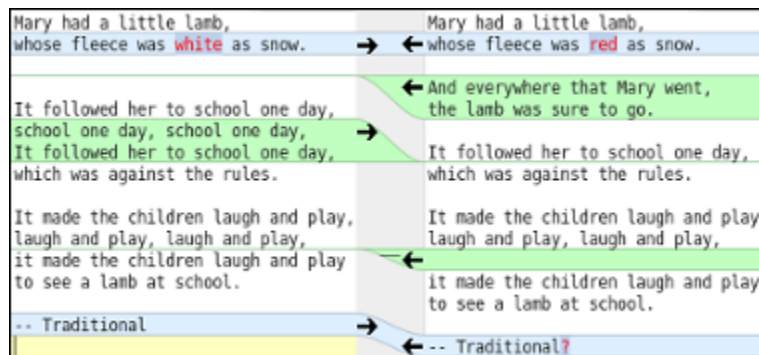 Mary had a little lamb,
whose fleece was white as snow.
It followed her to school one day,
school one day, school one day,
It followed her to school one day,
which was against the rules.
It made the children laugh and play,
laugh and play, laugh and play,
it made the children laugh and play
to see a lamb at school.
-- Traditional
Mary had a little lamb,
whose fleece was red as snow.
And everywhere that Mary went,
the lamb was sure to go.
It followed her to school one day,
which was against the rules.
It made the children laugh and play
laugh and play, laugh and play,
it made the children laugh and play
to see a lamb at school.
-- Traditional?